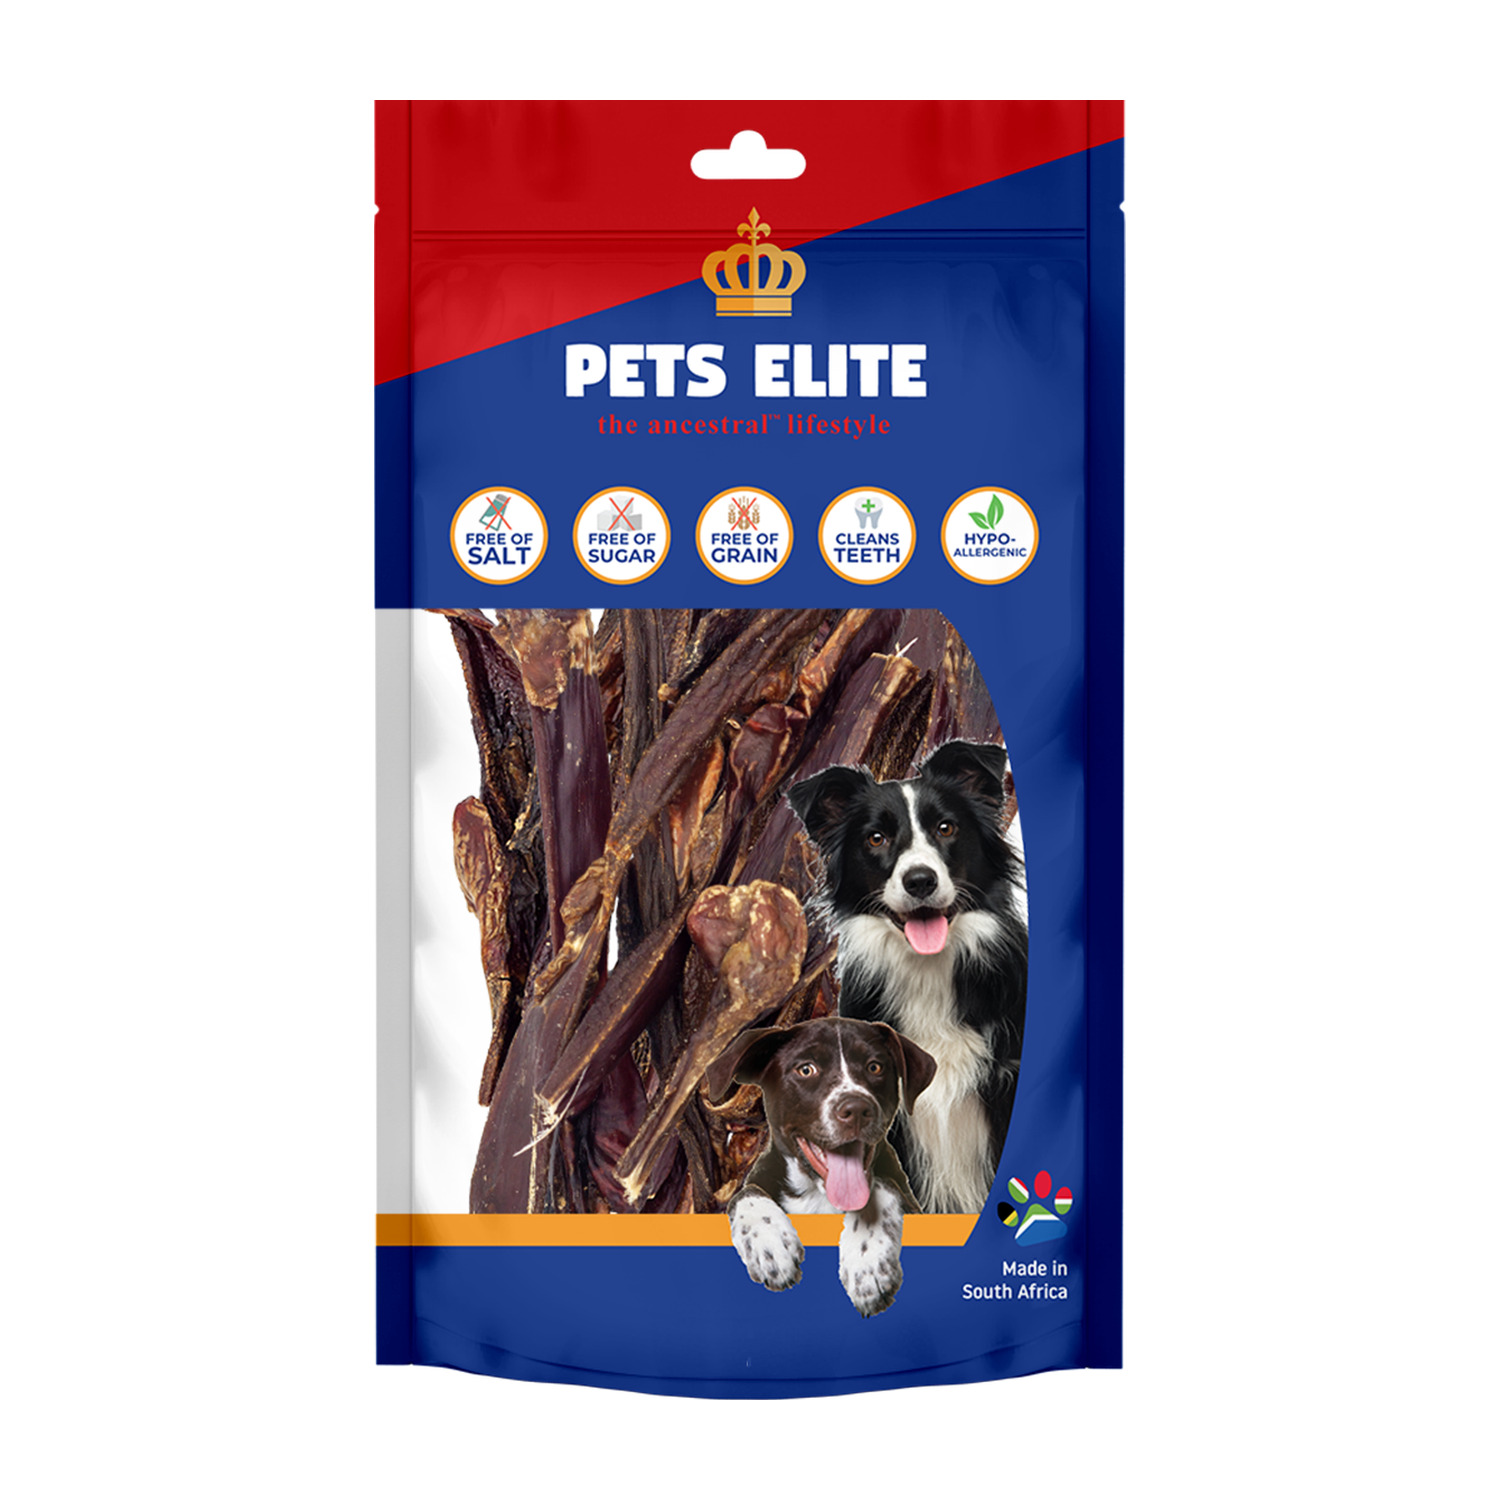 PETS ELITE
the ancestral™ lifestyle
FREE OF
SALT
FREE OF
SUGAR
FREE OF
GRAIN
CLEANS
TEETH
HYPO-
ALLERGENIC
Made in
South Africa